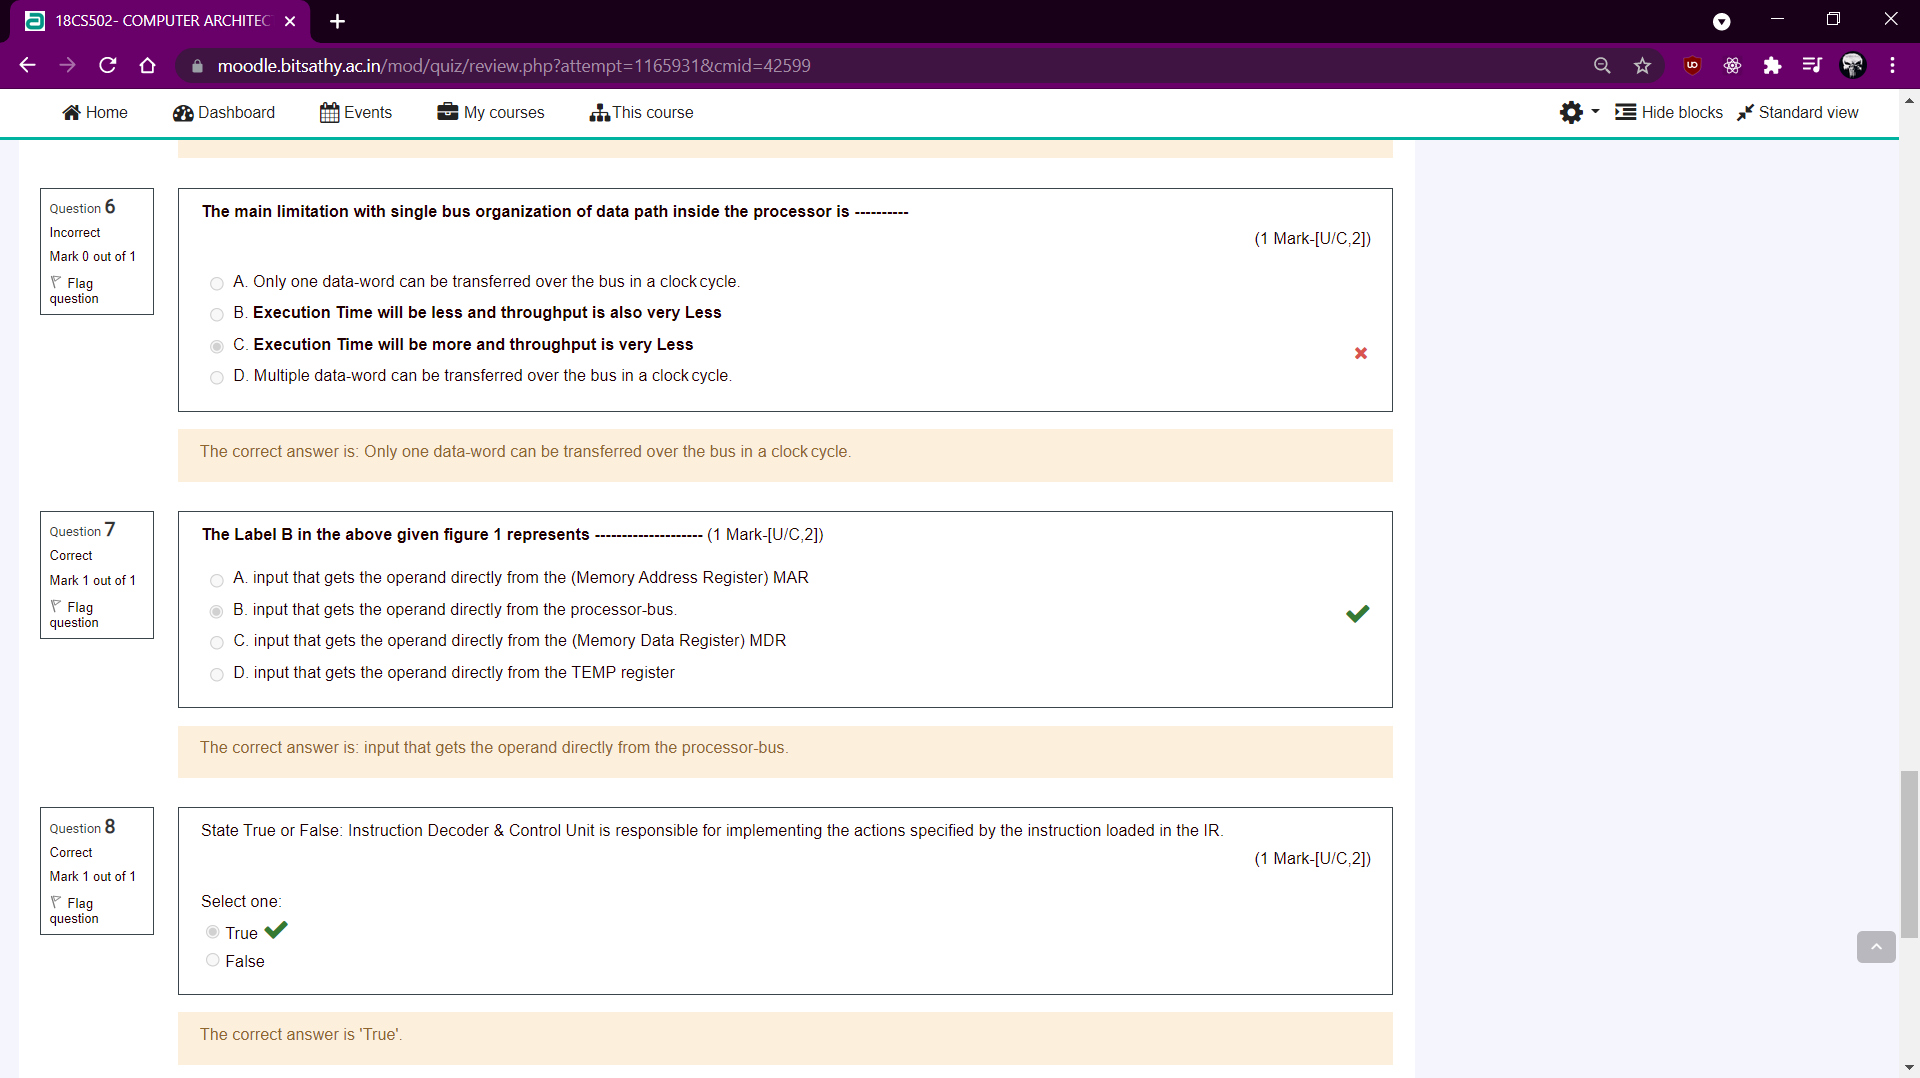 18CS502- COMPUTER ARCHITEC
moodle.bitsathy.ac.in/mod/quiz/review.php?attempt=1165931&cmid=42599
Home Dashboard Events My courses This course Hide blocks Standard view
Question 6
Incorrect
Mark 0 out of 1
Flag
question
The main limitation with single bus organization of data path inside the processor is ----------
(1 Mark-[U/C,2])
A. Only one data-word can be transferred over the bus in a clock cycle.
B. Execution Time will be less and throughput is also very Less
C. Execution Time will be more and throughput is very Less
D. Multiple data-word can be transferred over the bus in a clock cycle.
The correct answer is: Only one data-word can be transferred over the bus in a clock cycle.
Question 7
Correct
Mark 1 out of 1
Flag
question
The Label B in the above given figure 1 represents -------------------- (1 Mark-[U/C,2])
A. input that gets the operand directly from the (Memory Address Register) MAR
B. input that gets the operand directly from the processor-bus.
C. input that gets the operand directly from the (Memory Data Register) MDR
D. input that gets the operand directly from the TEMP register
The correct answer is: input that gets the operand directly from the processor-bus.
Question 8
Correct
Mark 1 out of 1
Flag
question
State True or False: Instruction Decoder & Control Unit is responsible for implementing the actions specified by the instruction loaded in the IR.
(1 Mark-[U/C,2])
Select one:
True
False
The correct answer is 'True'.